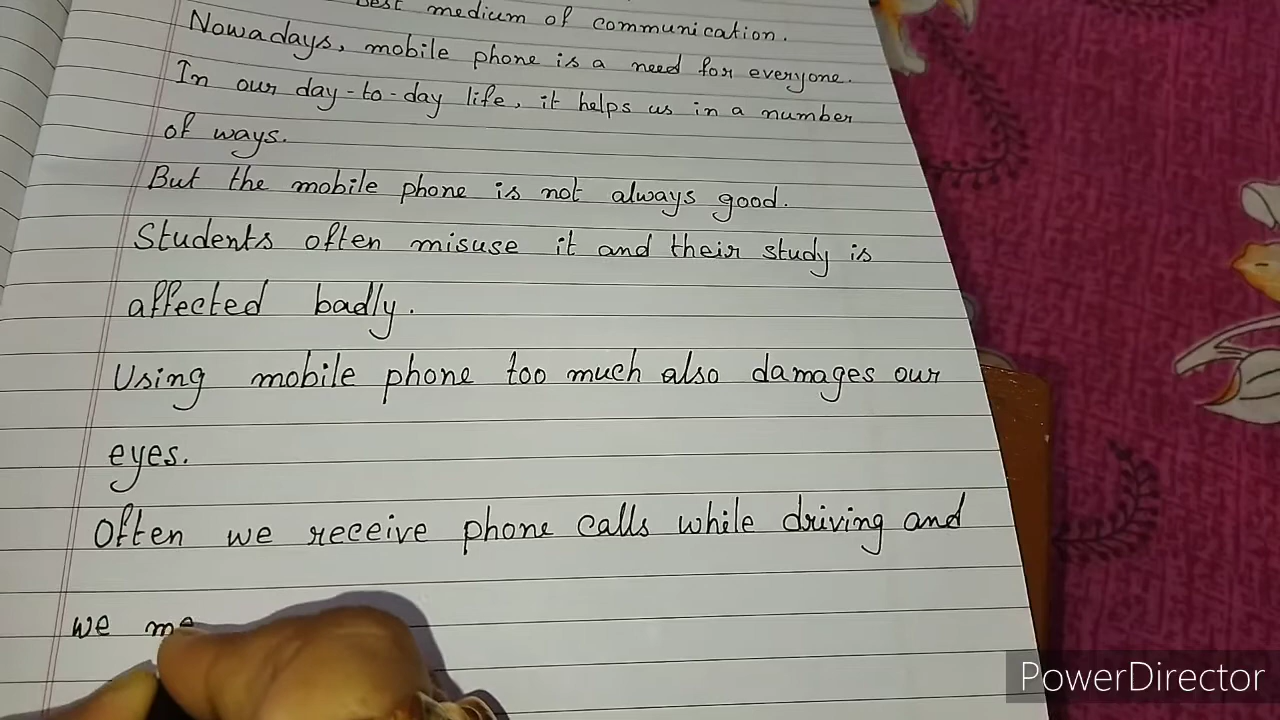 best medium of communication.
Nowadays, mobile phone is a need for everyone.
In our day-to-day life, it helps us in a number
of ways.
But the mobile phone is not always good.
Students often misuse it and their study is
affected badly.
Using mobile phone too much also damages our
eyes.
Often we receive phone calls while driving and
we
PowerDirector